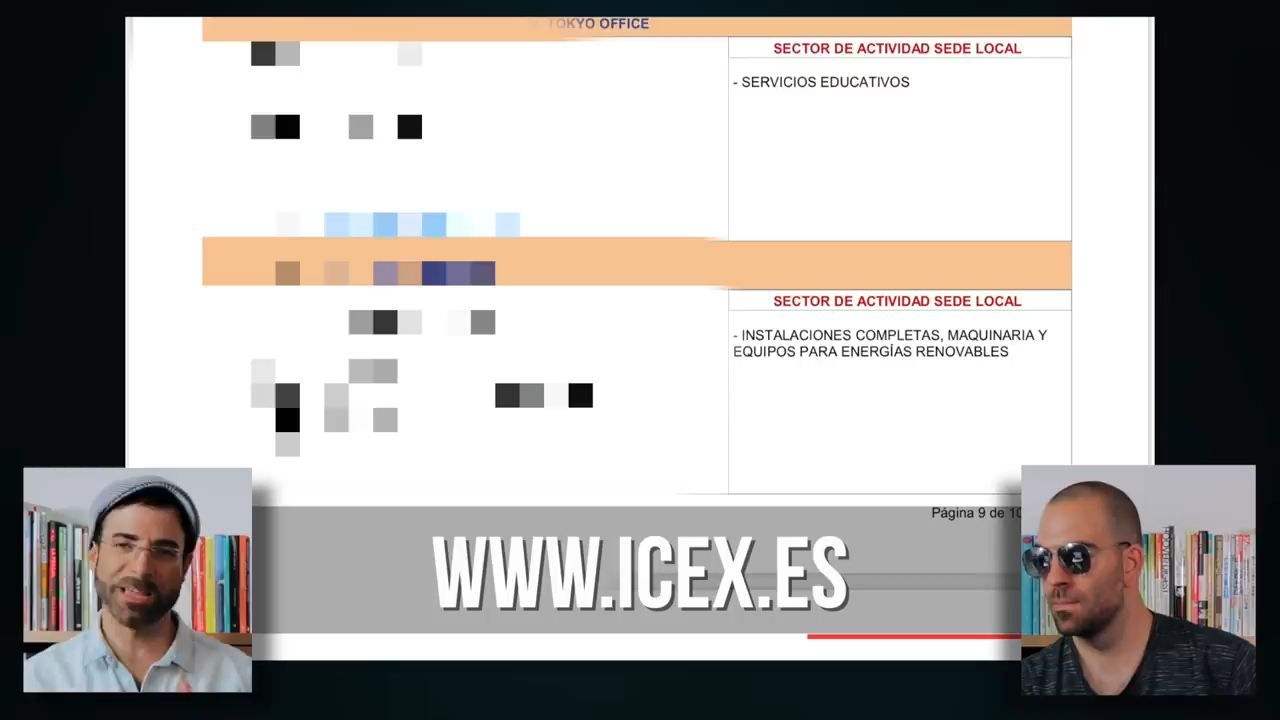 TOKYO OFFICE
SECTOR DE ACTIVIDAD SEDE LOCAL
- SERVICIOS EDUCATIVOS
SECTOR DE ACTIVIDAD SEDE LOCAL
- INSTALACIONES COMPLETAS, MAQUINARIA Y
EQUIPOS PARA ENERGÍAS RENOVABLES
Página 9 de 10
WWW.ICEX.ES